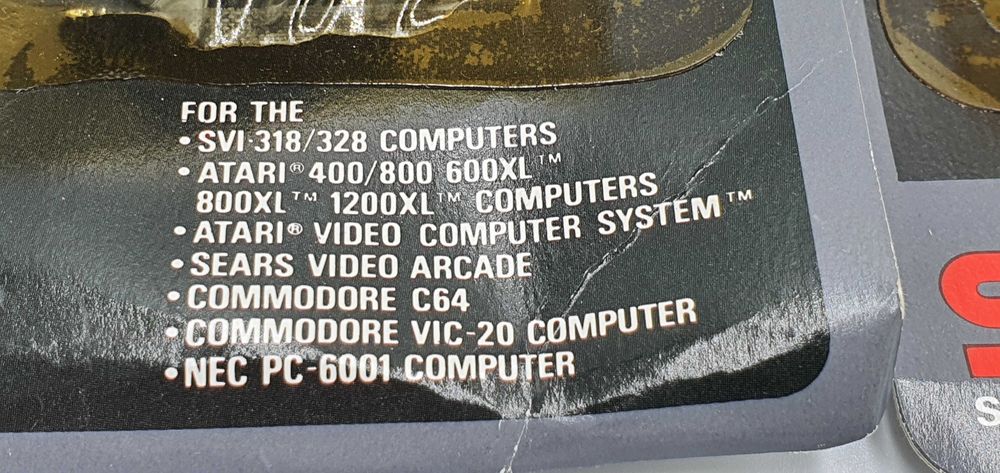 FOR THE
• SVI·318/328 COMPUTERS
• ATARI® 400/800 600XL™
800XL™ 1200XL™ COMPUTERS
• ATARI® VIDEO COMPUTER SYSTEM™
• SEARS VIDEO ARCADE
• COMMODORE C64
• COMMODORE VIC-20 COMPUTER
• NEC PC-6001 COMPUTER